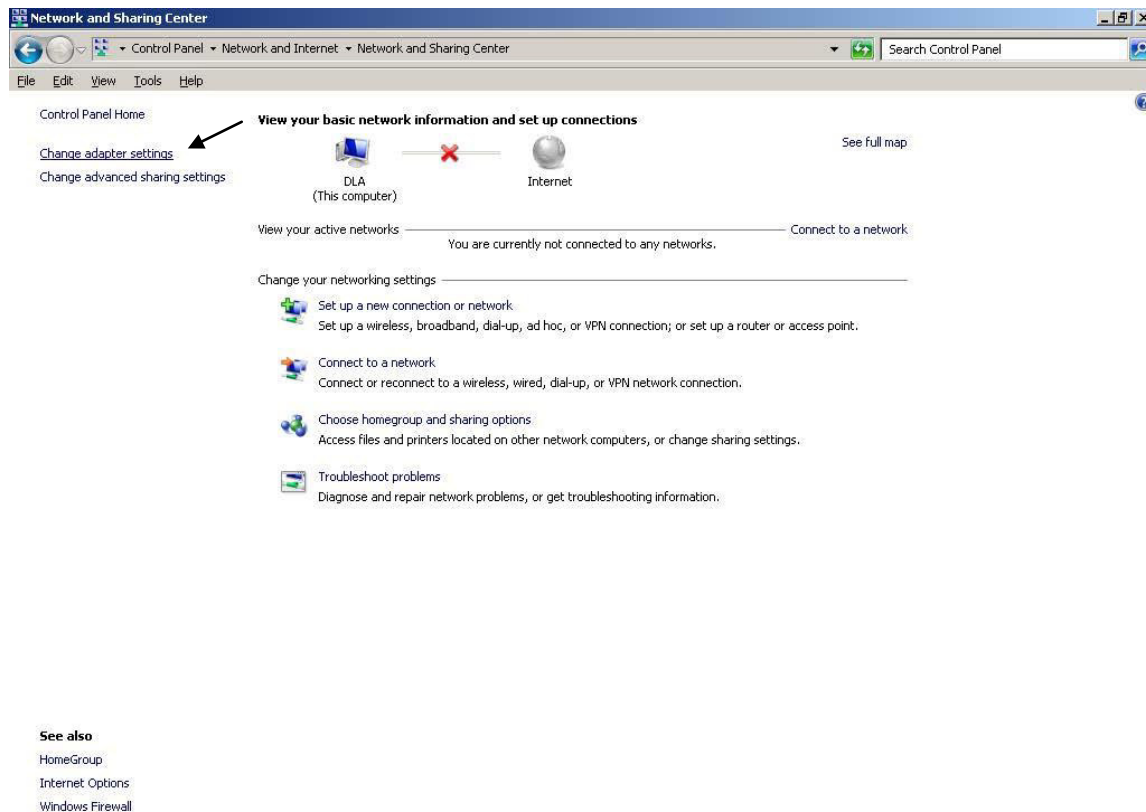 Network and Sharing Center
Control Panel Network and Internet Network and Sharing Center
Search Control Panel
File Edit View Tools Help
Control Panel Home
Change adapter settings
Change advanced sharing settings
View your basic network information and set up connections
See full map
DLA
(This computer)
Internet
View your active networks
Connect to a network
You are currently not connected to any networks.
Change your networking settings
Set up a new connection or network
Set up a wireless, broadband, dial-up, ad hoc, or VPN connection; or set up a router or access point.
Connect to a network
Connect or reconnect to a wireless, wired, dial-up, or VPN network connection.
Choose homegroup and sharing options
Access files and printers located on other network computers, or change sharing settings.
Troubleshoot problems
Diagnose and repair network problems, or get troubleshooting information.
See also
HomeGroup
Internet Options
Windows Firewall